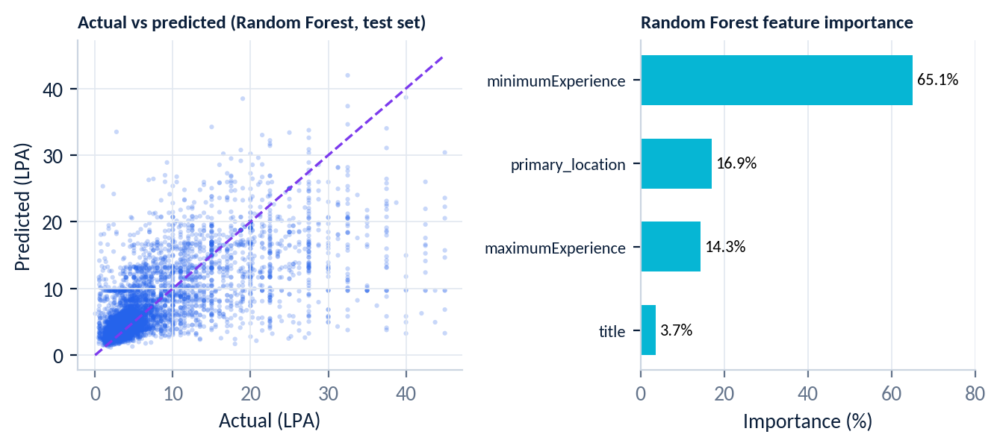 Actual vs predicted (Random Forest, test set)
40
30
20
10
0
Predicted (LPA)
0 10 20 30 40
Actual (LPA)
Random Forest feature importance
minimumExperience 65.1%
primary_location 16.9%
maximumExperience 14.3%
title 3.7%
0 20 40 60 80
Importance (%)